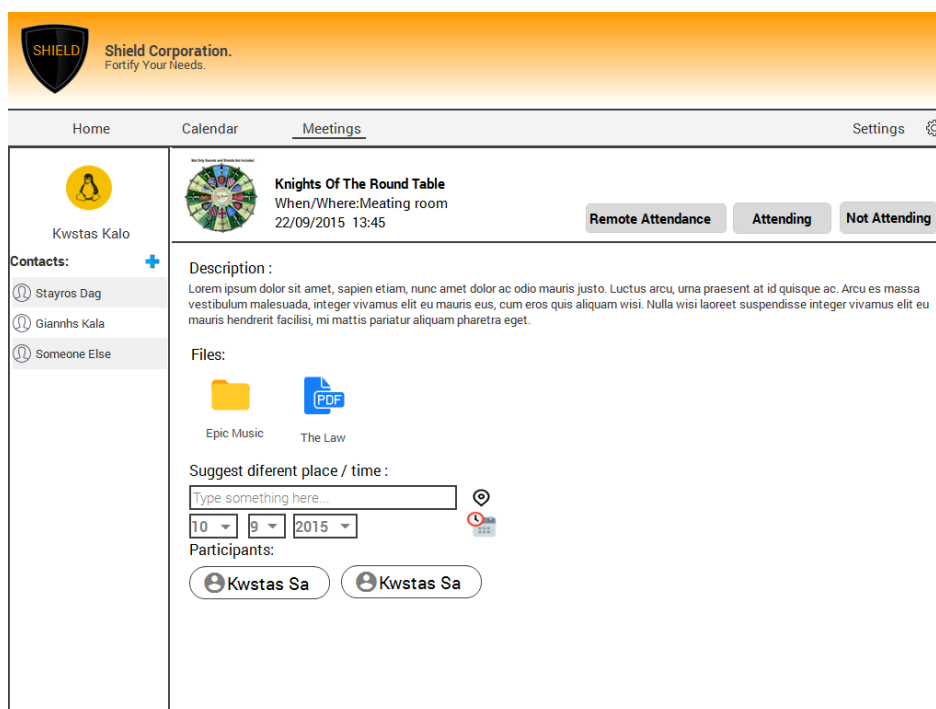 SHIELD
Shield Corporation.
Fortify Your Needs.
Home Calendar Meetings Settings
Kwstas Kalo
Contacts:
Stayros Dag
Giannhs Kala
Someone Else
Knights Of The Round Table
When/Where:Meating room
22/09/2015 13:45
Remote Attendance Attending Not Attending
Description :
Lorem ipsum dolor sit amet, sapien etiam, nunc amet dolor ac odio mauris justo. Luctus arcu, urna praesent at id quisque ac. Arcu es massa
vestibulum malesuada, integer vivamus elit eu mauris eus, cum eros quis aliquam wisi. Nulla wisi laoreet suspendisse integer vivamus elit eu
mauris hendrerit facilisi, mi mattis pariatur aliquam pharetra eget.
Files:
PDF
Epic Music The Law
Suggest diferent place / time :
Type something here...
10 9 2015
Participants:
Kwstas Sa Kwstas Sa